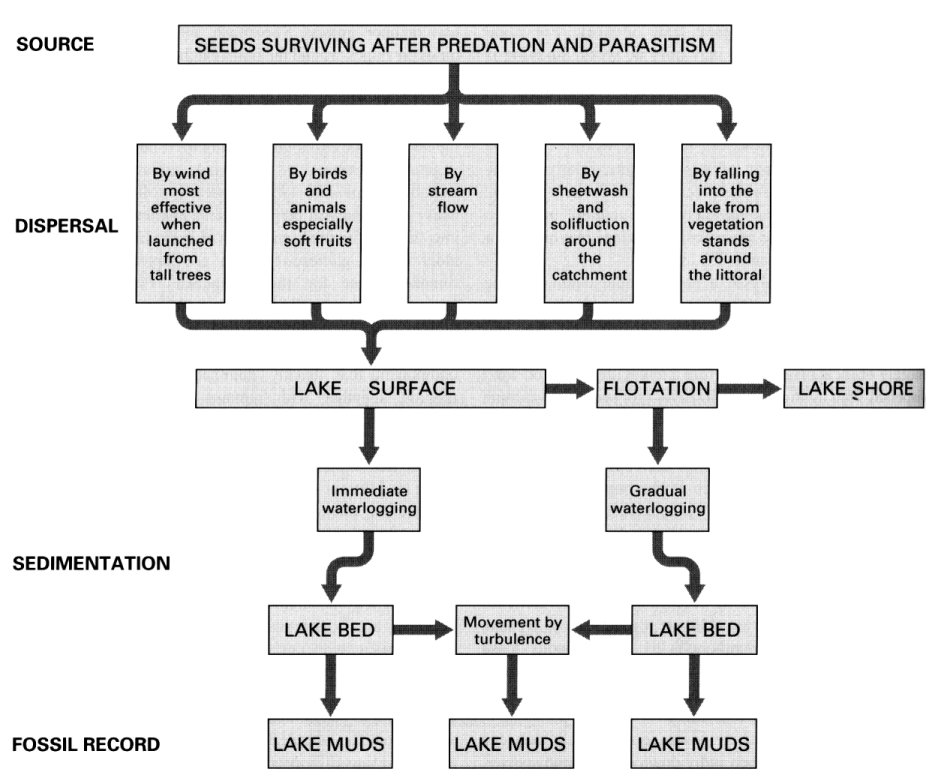 SOURCE
SEEDS SURVIVING AFTER PREDATION AND PARASITISM
DISPERSAL
By wind
most
effective
when
launched
from
tall trees
By birds
and
animals
especially
soft fruits
By
stream
flow
By
sheetwash
and
solifluction
around
the
catchment
By falling
into the
lake from
vegetation
stands
around
the littoral
LAKE SURFACE
FLOTATION
LAKE SHORE
Immediate
waterlogging
Gradual
waterlogging
SEDIMENTATION
LAKE BED
Movement by
turbulence
LAKE BED
FOSSIL RECORD
LAKE MUDS
LAKE MUDS
LAKE MUDS